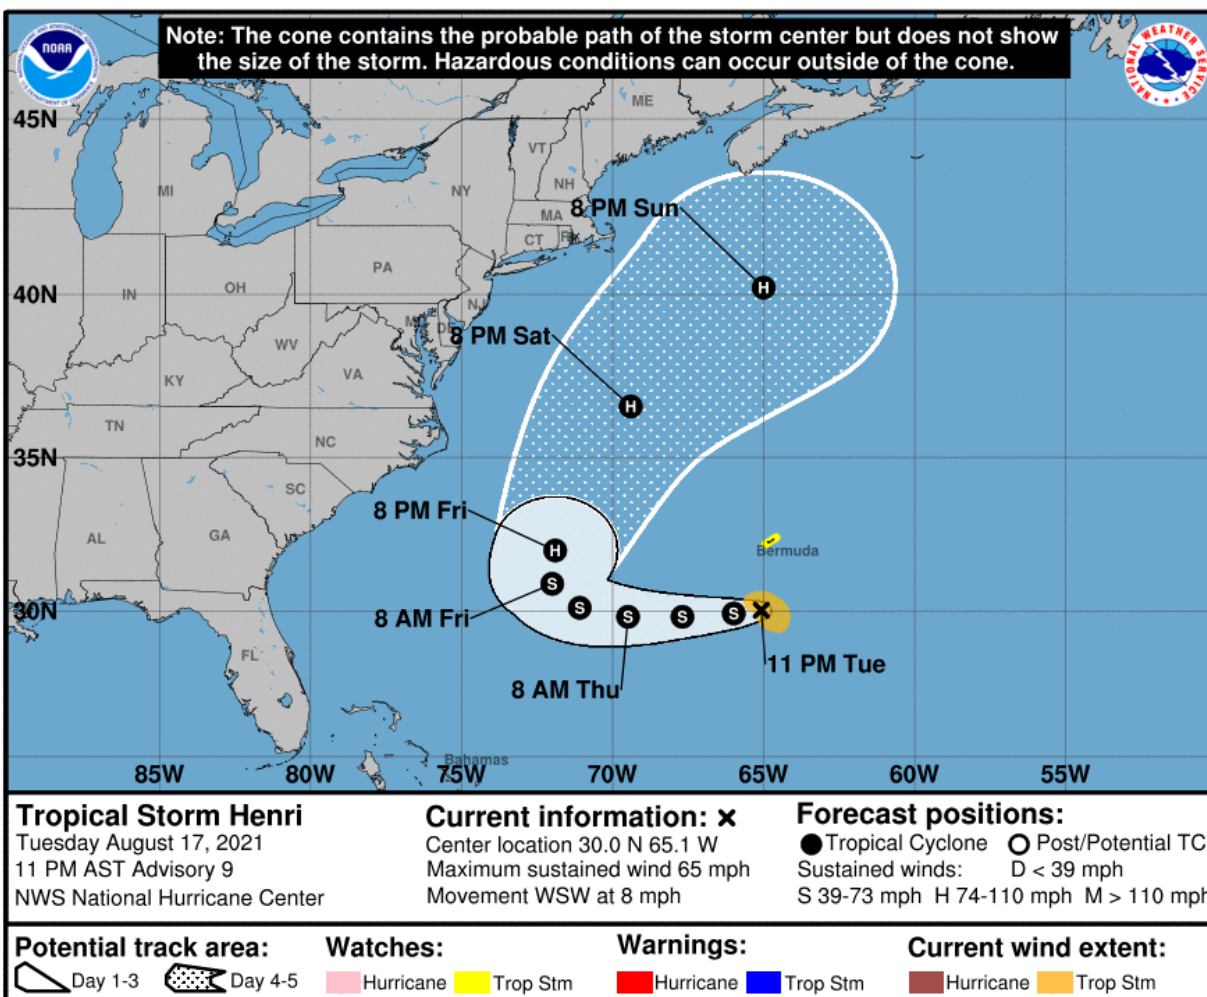 Note: The cone contains the probable path of the storm center but does not show
the size of the storm. Hazardous conditions can occur outside of the cone.
NOAA
NATIONAL WEATHER SERVICE
45N
40N
35N
30N
ME
VT
NH
NY
MA
CT
MI
PA
NJ
OH
IN
WV
VA
KY
TN
NC
SC
AL
GA
FL
8 PM Sun
H
8 PM Sat
H
8 PM Fri
H
8 AM Fri
S
S
S
S
S
8 AM Thu
11 PM Tue
Bermuda
Bahamas
85W 80W 75W 70W 65W 60W 55W
Tropical Storm Henri
Tuesday August 17, 2021
11 PM AST Advisory 9
NWS National Hurricane Center
Current information: ×
Center location 30.0 N 65.1 W
Maximum sustained wind 65 mph
Movement WSW at 8 mph
Forecast positions:
Tropical Cyclone Post/Potential TC
Sustained winds: D < 39 mph
S 39-73 mph H 74-110 mph M > 110 mph
Potential track area:
Day 1-3 Day 4-5
Watches:
Hurricane Trop Stm
Warnings:
Hurricane Trop Stm
Current wind extent:
Hurricane Trop Stm